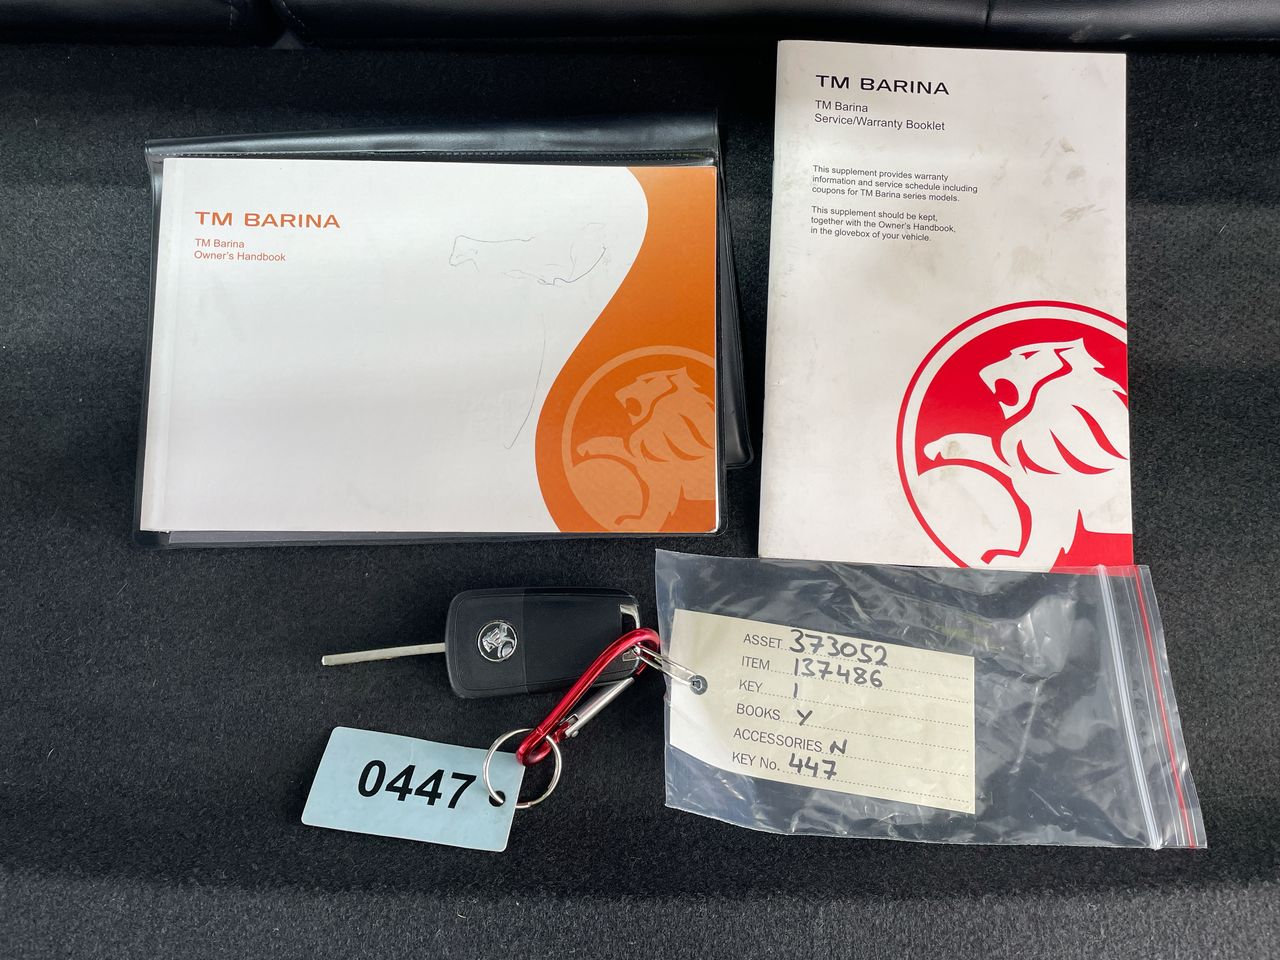 TM BARINA
TM Barina
Owner's Handbook
TM BARINA
TM Barina
Service/Warranty Booklet
This supplement provides warranty
information and service schedule including
coupons for TM Barina series models.
This supplement should be kept,
together with the Owner's Handbook,
in the glovebox of your vehicle.
ASSET 373052
ITEM 137486
KEY 1
BOOKS Y
ACCESSORIES N
KEY No. 447
0447